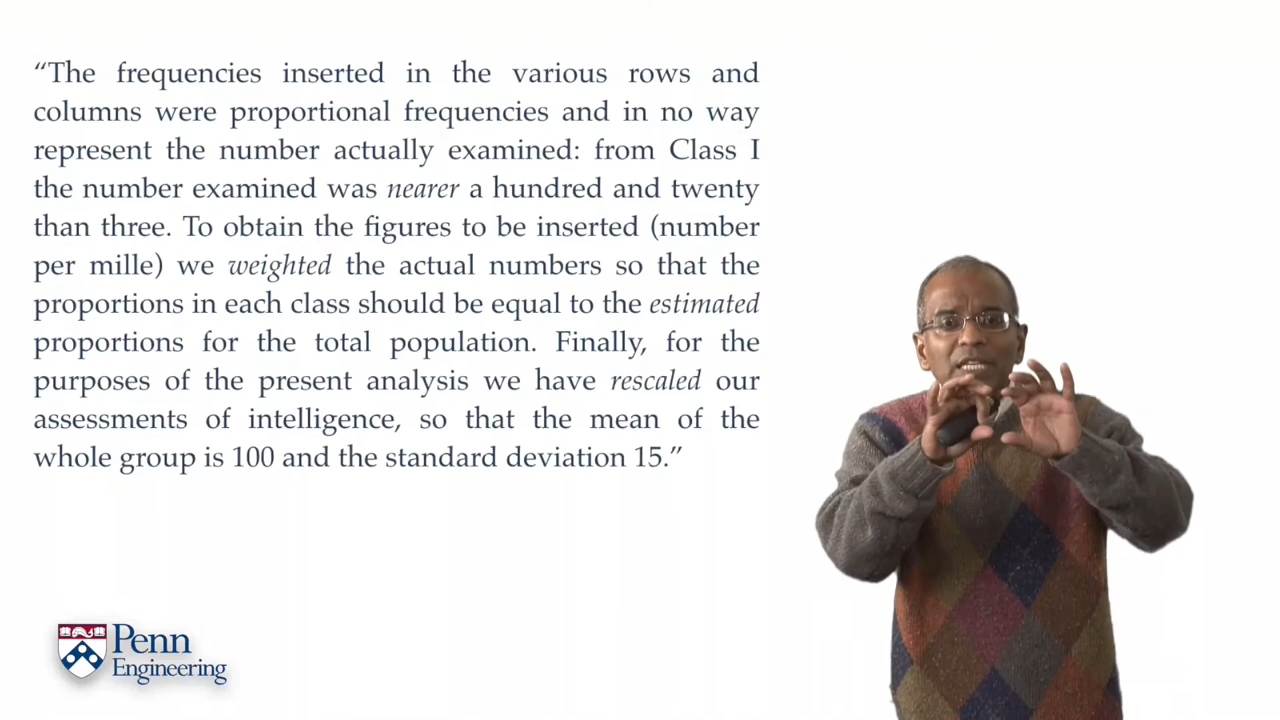 “The frequencies inserted in the various rows and
columns were proportional frequencies and in no way
represent the number actually examined: from Class I
the number examined was nearer a hundred and twenty
than three. To obtain the figures to be inserted (number
per mille) we weighted the actual numbers so that the
proportions in each class should be equal to the estimated
proportions for the total population. Finally, for the
purposes of the present analysis we have rescaled our
assessments of intelligence, so that the mean of the
whole group is 100 and the standard deviation 15.”
Penn
Engineering